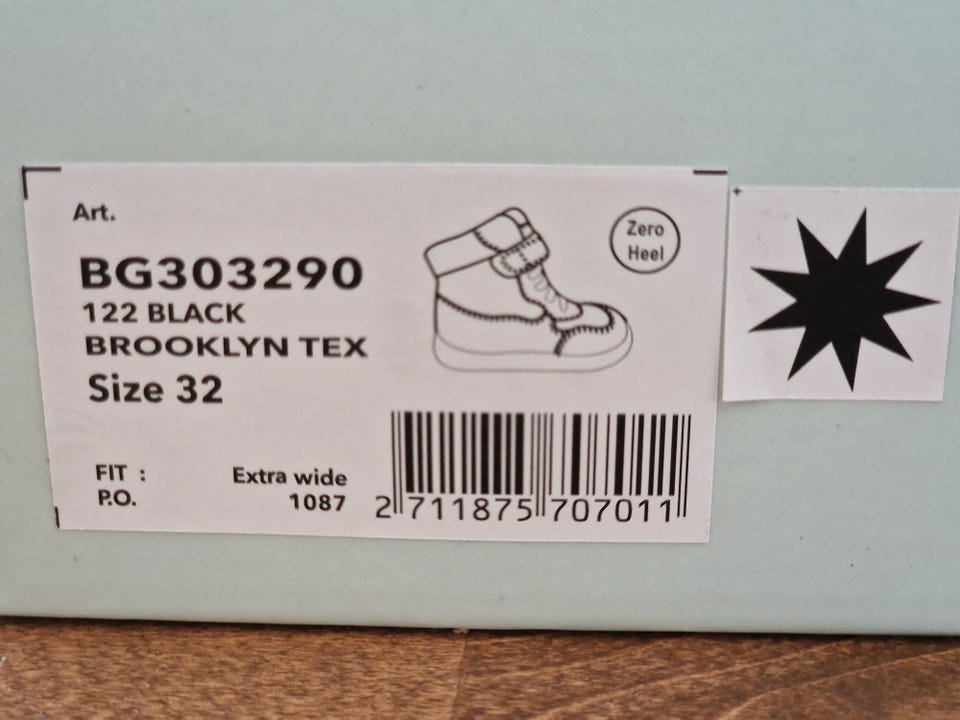 Art.
Zero
Heel
BG303290
122 BLACK
BROOKLYN TEX
Size 32
FIT : Extra wide
P.O. 1087
2 711875 707011